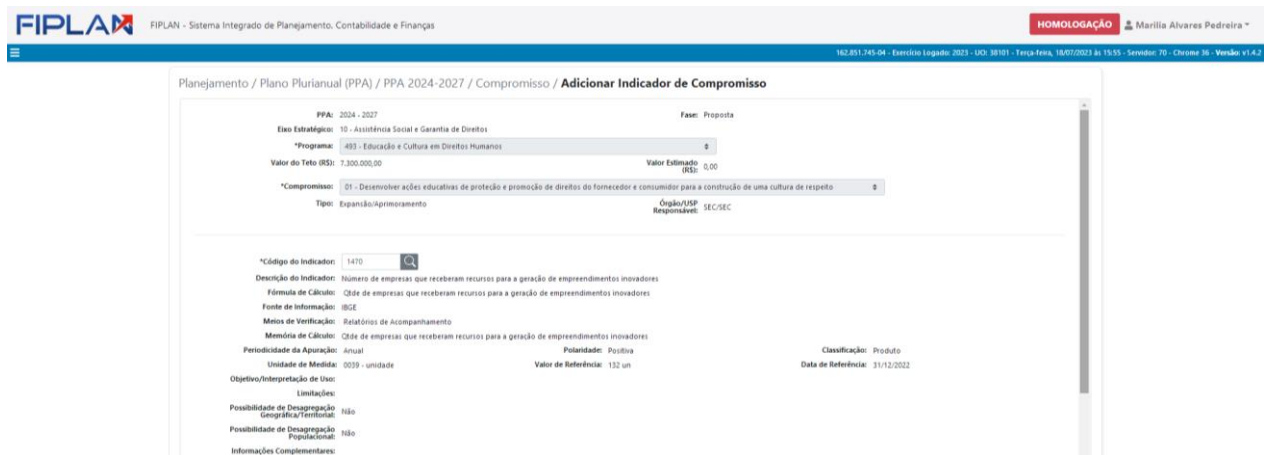 FIPLAN FIPLAN - Sistema Integrado de Planejamento, Contabilidade e Finanças HOMOLOGAÇÃO Marilia Alvares Pedreira
162.851.745-04 - Exercício Logado: 2023 - UO: 38101 - Terça-feira, 18/07/2023 às 15:55 - Servidor: 70 - Chrome 36 - Versão: v1.4.2
Planejamento / Plano Plurianual (PPA) / PPA 2024-2027 / Compromisso / Adicionar Indicador de Compromisso
PPA: 2024 - 2027 Fase: Proposta
Eixo Estratégico: 10 - Assistência Social e Garantia de Direitos
*Programa: 493 - Educação e Cultura em Direitos Humanos
Valor do Teto (R$): 7.300.000,00 Valor Estimado (R$): 0,00
*Compromisso: 01 - Desenvolver ações educativas de proteção e promoção de direitos do fornecedor e consumidor para a construção de uma cultura de respeito
Tipo: Expansão/Aprimoramento Órgão/USP Responsável: SEC/SEC
*Código do Indicador: 1470
Descrição do Indicador: Número de empresas que receberam recursos para a geração de empreendimentos inovadores
Fórmula de Cálculo: Qtde de empresas que receberam recursos para a geração de empreendimentos inovadores
Fonte de Informação: IBGE
Meios de Verificação: Relatórios de Acompanhamento
Memória de Cálculo: Qtde de empresas que receberam recursos para a geração de empreendimentos inovadores
Periodicidade da Apuração: Anual Polaridade: Positiva Classificação: Produto
Unidade de Medida: 0039 - unidade Valor de Referência: 132 un Data de Referência: 31/12/2022
Objetivo/Interpretação de Uso:
Limitações:
Possibilidade de Desagregação Geográfica/Territorial: Não
Possibilidade de Desagregação Populacional: Não
Informações Complementares: